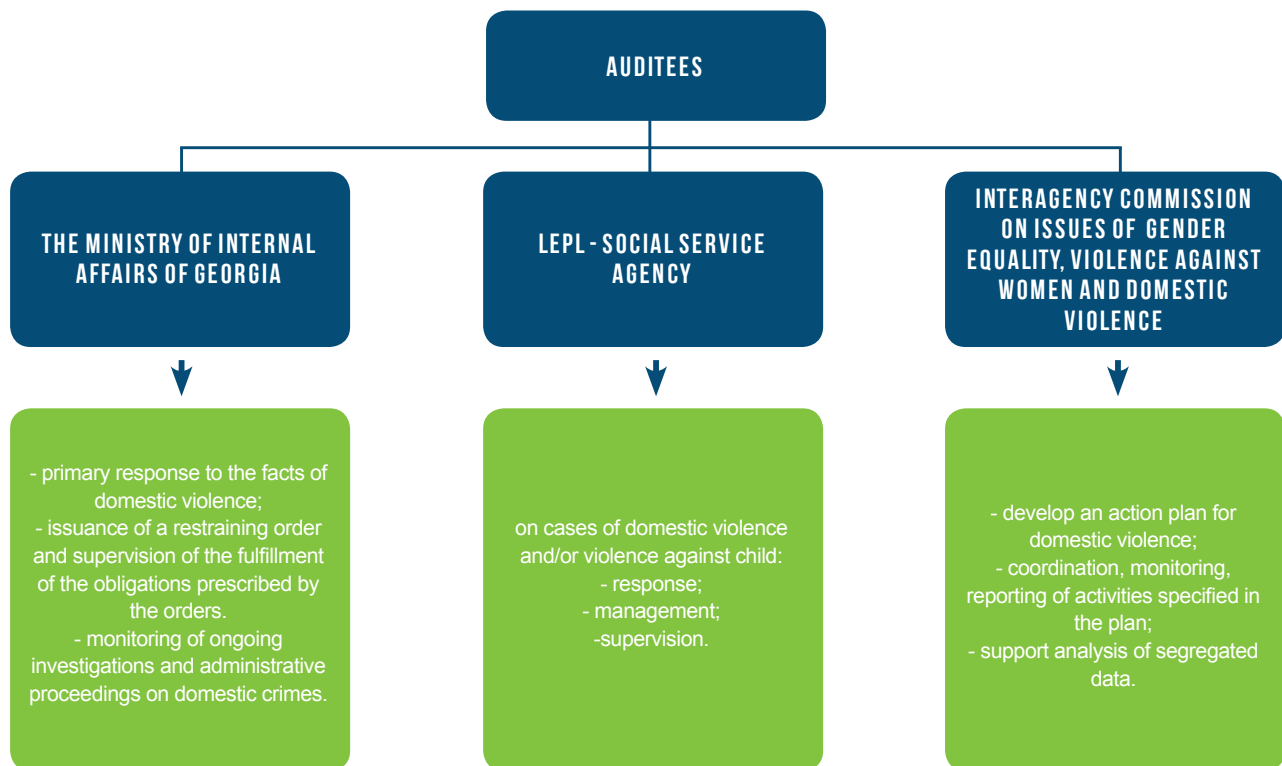 AUDITEES
THE MINISTRY OF INTERNAL
AFFAIRS OF GEORGIA
LEPL - SOCIAL SERVICE
AGENCY
INTERAGENCY COMMISSION
ON ISSUES OF GENDER
EQUALITY, VIOLENCE AGAINST
WOMEN AND DOMESTIC
VIOLENCE
- primary response to the facts of
domestic violence;
- issuance of a restraining order
and supervision of the fulfillment
of the obligations prescribed by
the orders.
- monitoring of ongoing
investigations and administrative
proceedings on domestic crimes.
on cases of domestic violence
and/or violence against child:
- response;
- management;
-supervision.
- develop an action plan for
domestic violence;
- coordination, monitoring,
reporting of activities specified in
the plan;
- support analysis of segregated
data.